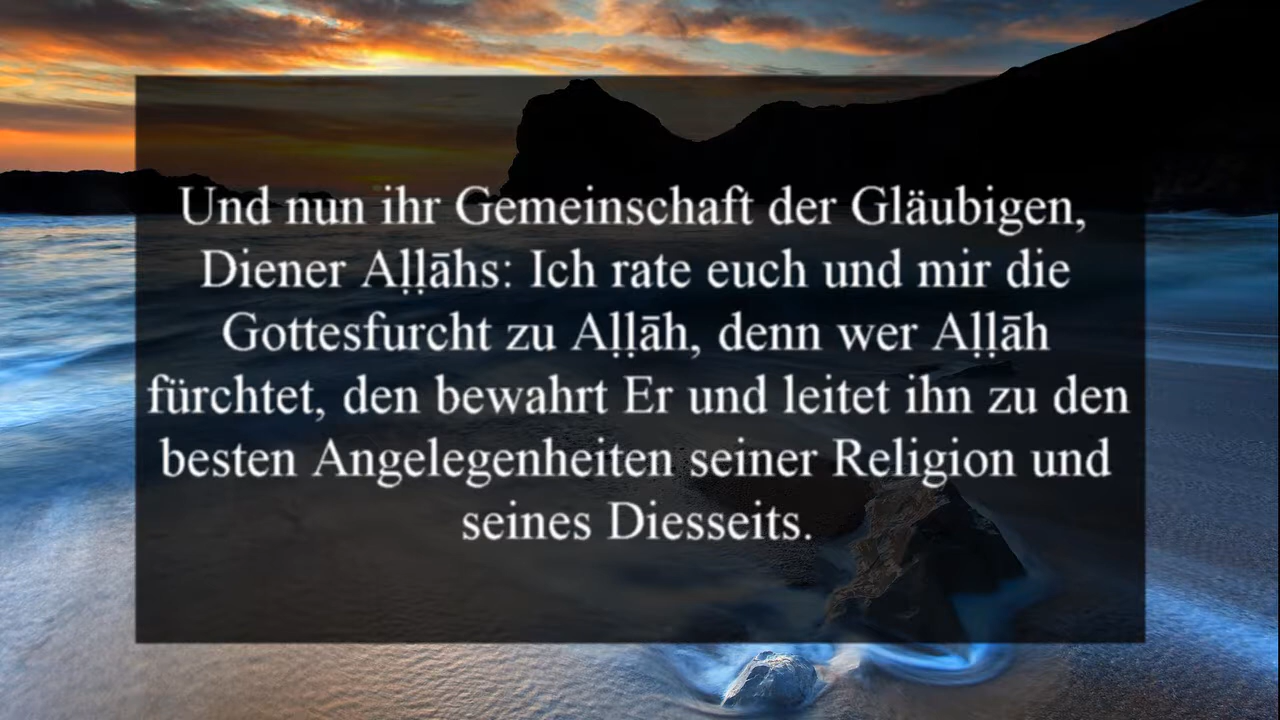 Und nun ihr Gemeinschaft der Gläubigen,
Diener Aḷḷāhs: Ich rate euch und mir die
Gottesfurcht zu Aḷḷāh, denn wer Aḷḷāh
fürchtet, den bewahrt Er und leitet ihn zu den
besten Angelegenheiten seiner Religion und
seines Diesseits.